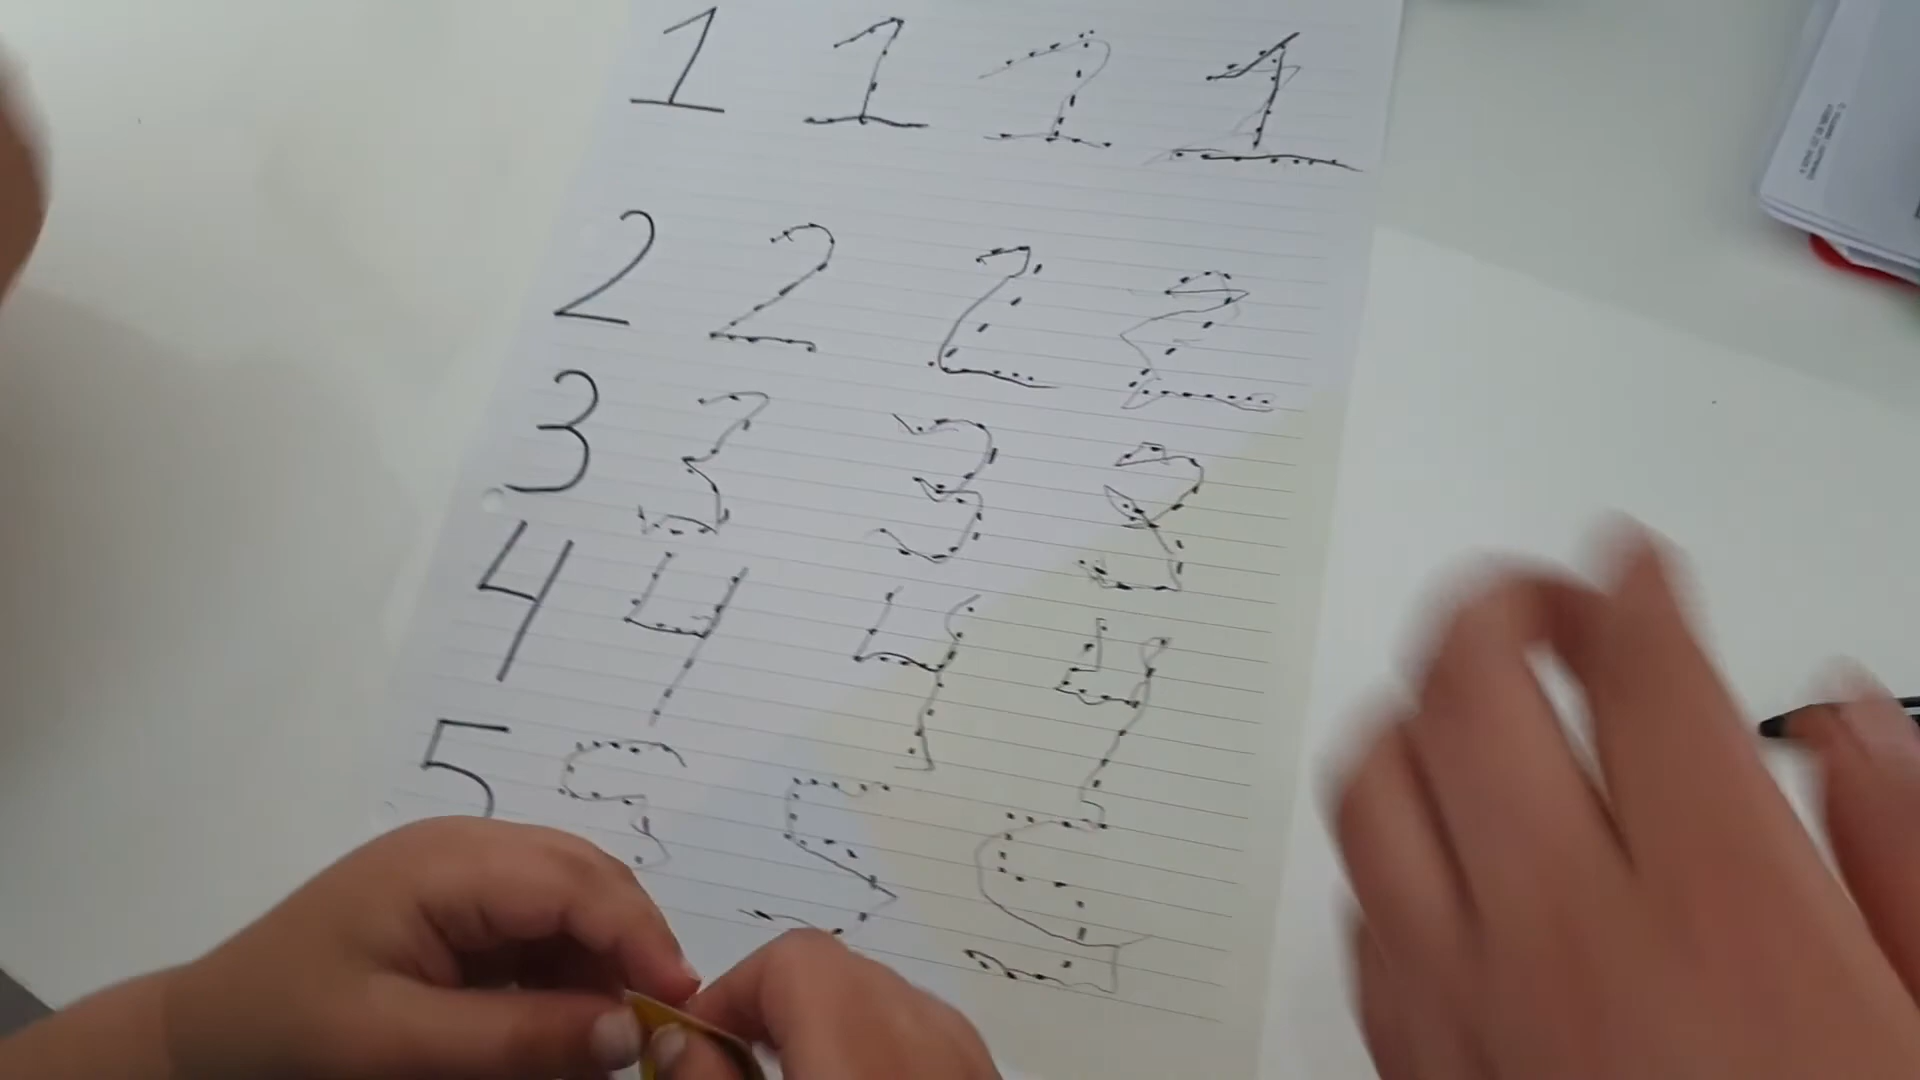 1 1 1 1
2 2 2 2
3 3 3 3
4 4 4 4
5 5 5 5